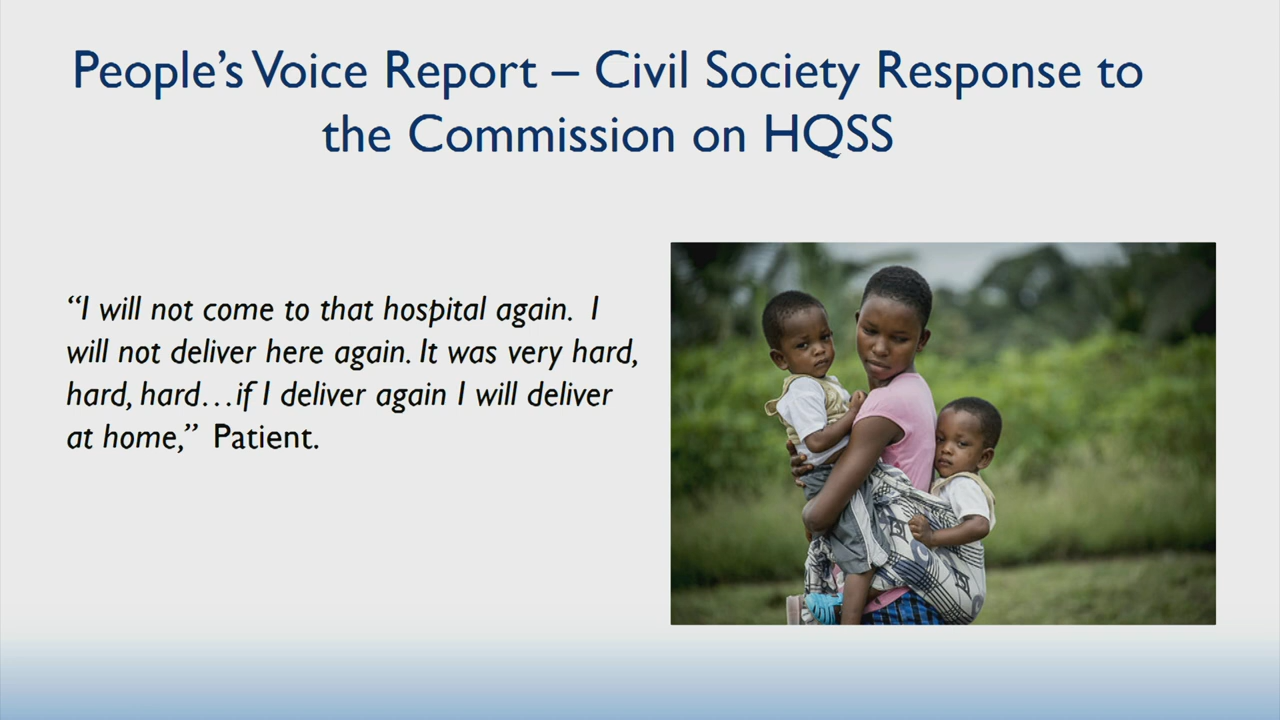 People’s Voice Report – Civil Society Response to
the Commission on HQSS
“I will not come to that hospital again.  I
will not deliver here again. It was very hard,
hard, hard…if I deliver again I will deliver
at home,”  Patient.